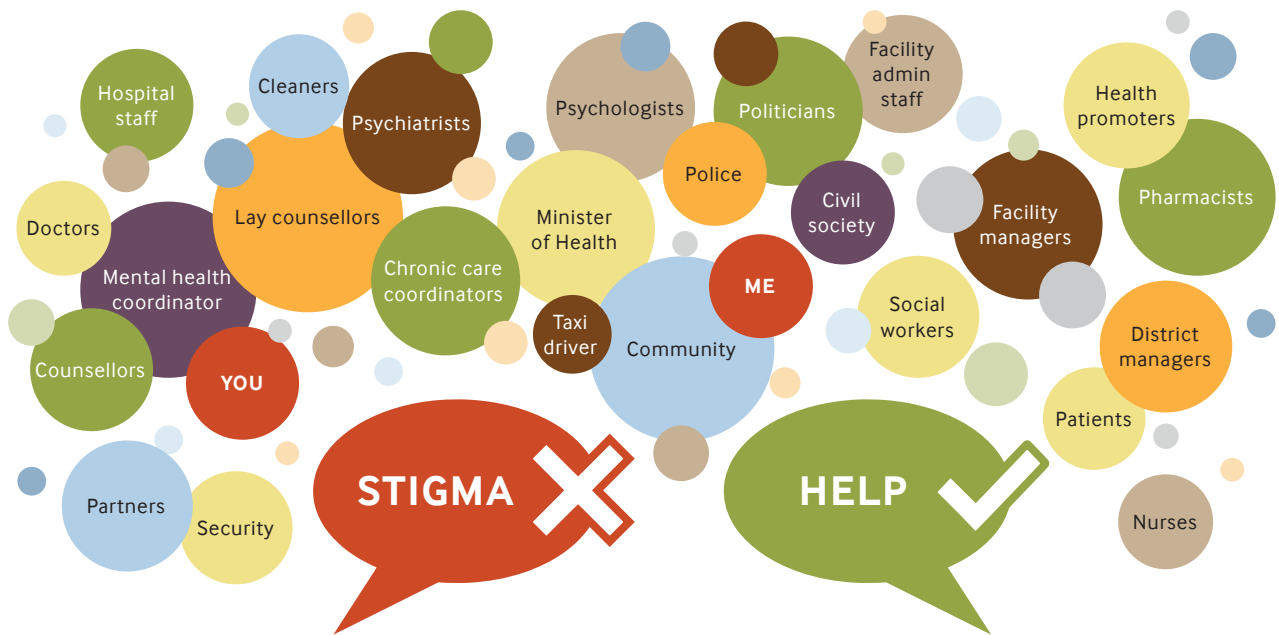 Hospital
staff
Cleaners
Psychiatrists
Psychologists
Politicians
Facility
admin
staff
Health
promoters
Doctors
Lay counsellors
Police
Civil
society
Pharmacists
Mental health
coordinator
Chronic care
coordinators
Minister
of Health
ME
Facility
managers
Counsellors
YOU
Taxi
driver
Community
Social
workers
District
managers
Patients
Partners
Security
STIGMA
HELP
Nurses